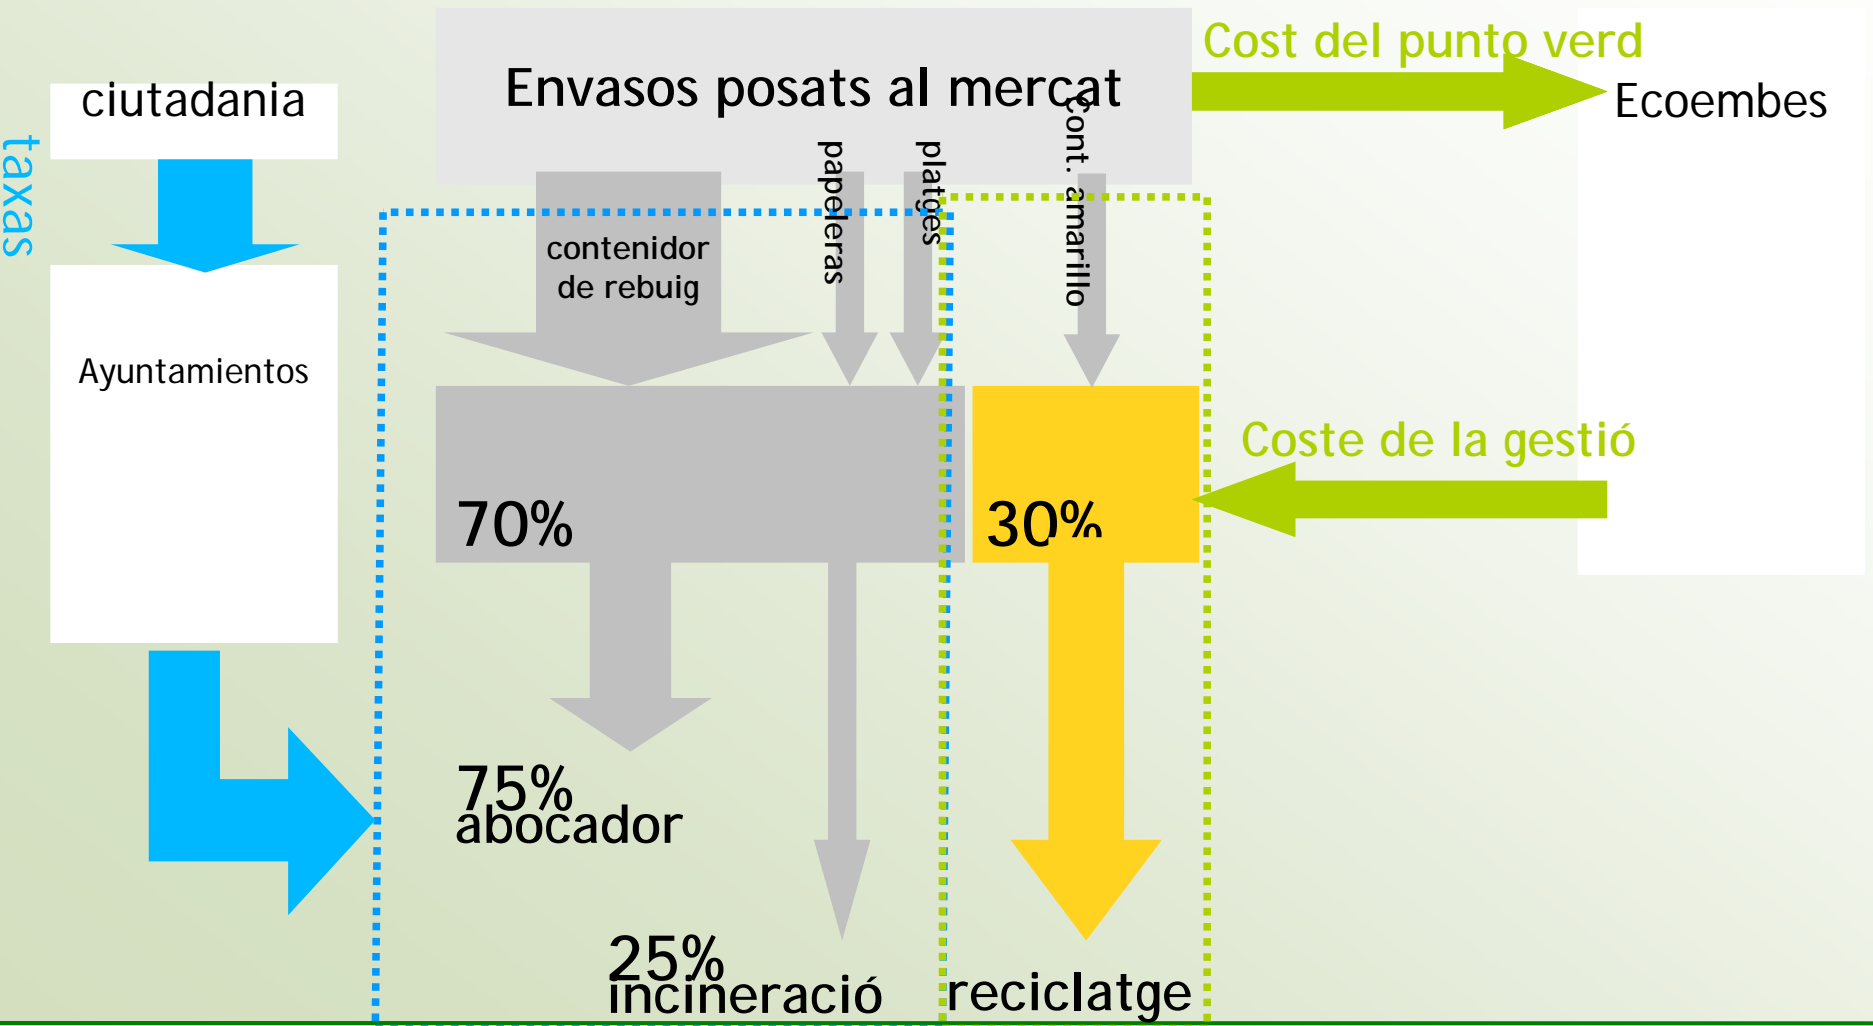 Cost del punto verd
Envasos posats al mercat
ciutadania
Ecoembes
taxas
papeleras
platges
Cont. amarillo
contenidor
de rebuig
Ayuntamientos
Coste de la gestió
70%
30%
75%
abocador
25%
incineració
reciclatge